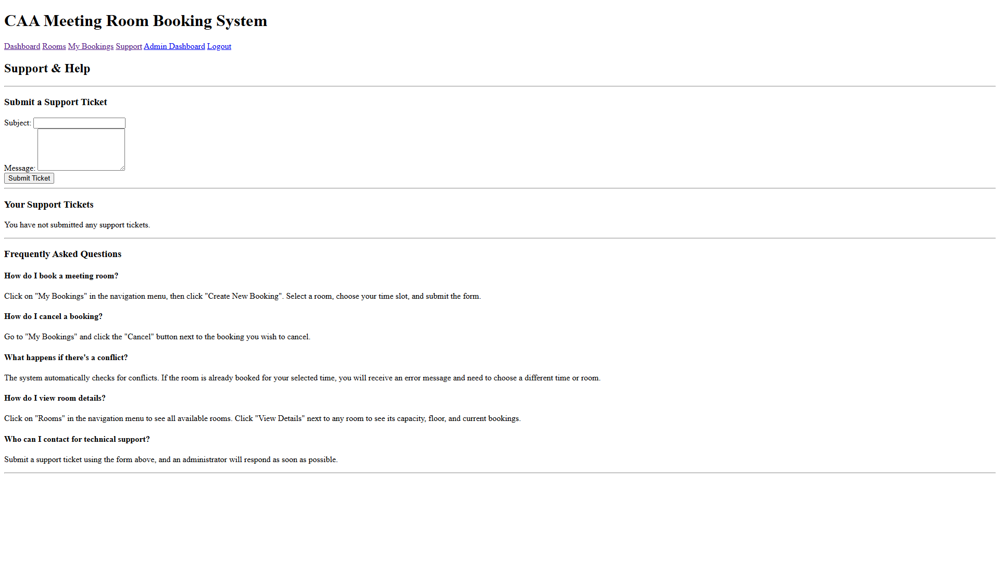 CAA Meeting Room Booking System
Dashboard Rooms My Bookings Support Admin Dashboard Logout
Support & Help
Submit a Support Ticket
Subject:
Message:
Submit Ticket
Your Support Tickets
You have not submitted any support tickets.
Frequently Asked Questions
How do I book a meeting room?
Click on "My Bookings" in the navigation menu, then click "Create New Booking". Select a room, choose your time slot, and submit the form.
How do I cancel a booking?
Go to "My Bookings" and click the "Cancel" button next to the booking you wish to cancel.
What happens if there's a conflict?
The system automatically checks for conflicts. If the room is already booked for your selected time, you will receive an error message and need to choose a different time or room.
How do I view room details?
Click on "Rooms" in the navigation menu to see all available rooms. Click "View Details" next to any room to see its capacity, floor, and current bookings.
Who can I contact for technical support?
Submit a support ticket using the form above, and an administrator will respond as soon as possible.